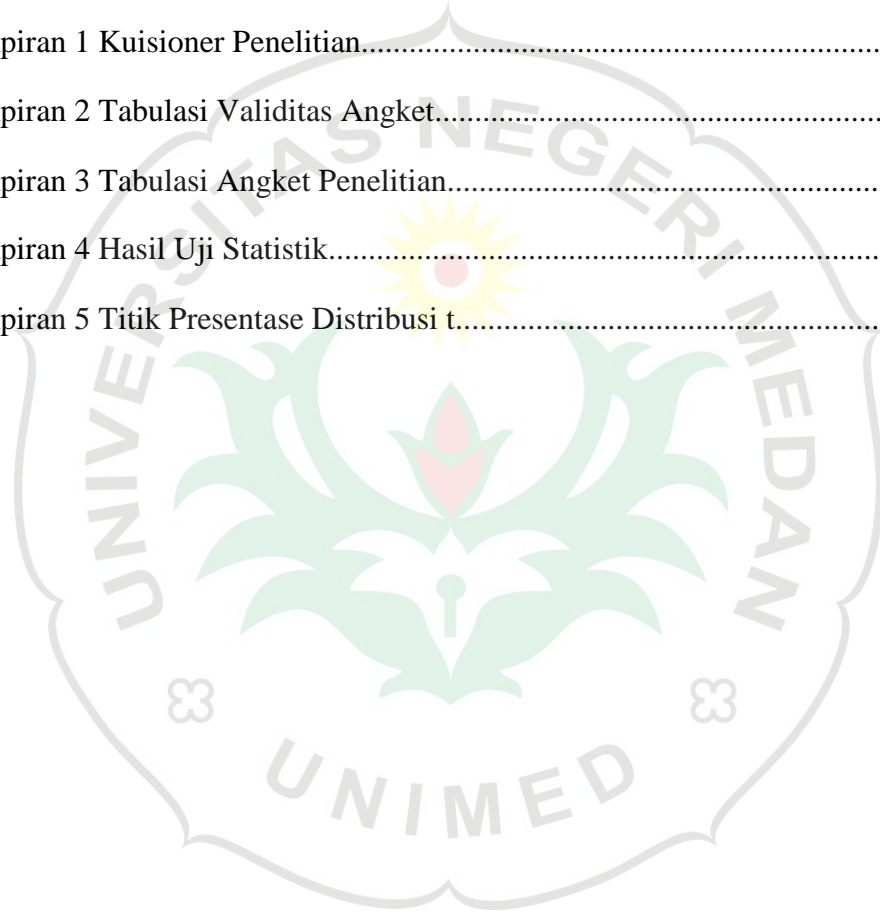 piran 1 Kuisioner Penelitian................................................................
piran 2 Tabulasi Validitas Angket.......................................................
piran 3 Tabulasi Angket Penelitian.....................................................
piran 4 Hasil Uji Statistik.....................................................................
piran 5 Titik Presentase Distribusi t....................................................
UNIVERSITAS NEGERI MEDAN
UNIMED